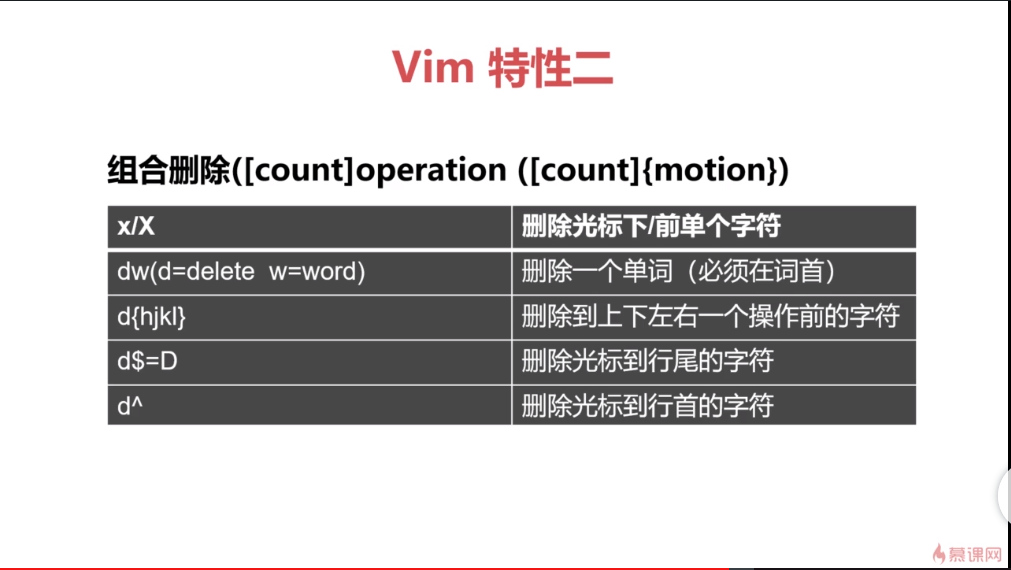 Vim 特性二
组合删除([count]operation ([count]{motion})
x/X 删除光标下/前单个字符
dw(d=delete w=word) 删除一个单词（必须在词首）
d{hjkl} 删除到上下左右一个操作前的字符
d$=D 删除光标到行尾的字符
d^ 删除光标到行首的字符
慕课网